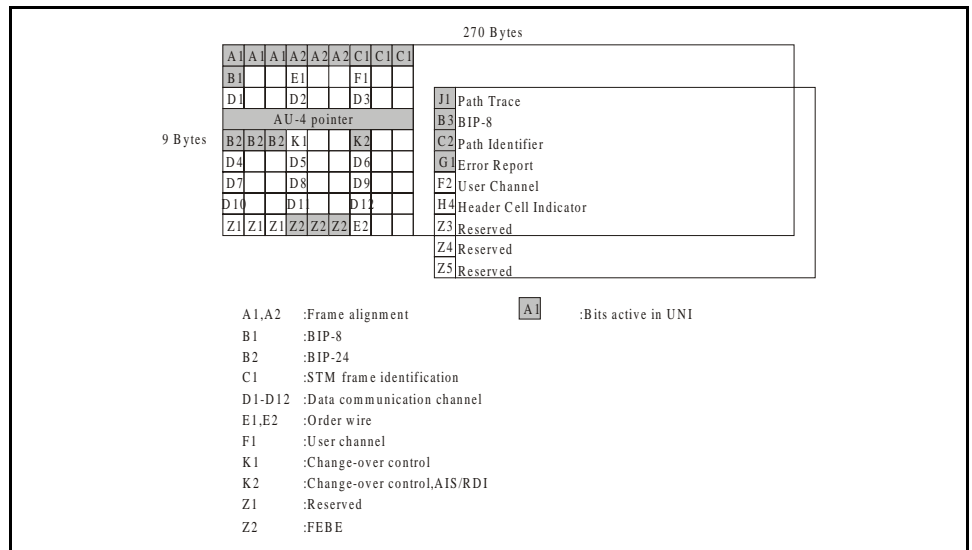 270 Bytes
A1 A1 A1 A2 A2 A2 C1 C1 C1
B1 E1 F1
D1 D2 D3
AU-4 pointer
9 Bytes
B2 B2 B2 K1 K2
D4 D5 D6
D7 D8 D9
D10 D11 D12
Z1 Z1 Z1 Z2 Z2 Z2 E2
J1 Path Trace
B3 BIP-8
C2 Path Identifier
G1 Error Report
F2 User Channel
H4 Header Cell Indicator
Z3 Reserved
Z4 Reserved
Z5 Reserved
A1,A2 :Frame alignment
A1 :Bits active in UNI
B1 :BIP-8
B2 :BIP-24
C1 :STM frame identification
D1-D12 :Data communication channel
E1,E2 :Order wire
F1 :User channel
K1 :Change-over control
K2 :Change-over control,AIS/RDI
Z1 :Reserved
Z2 :FEBE